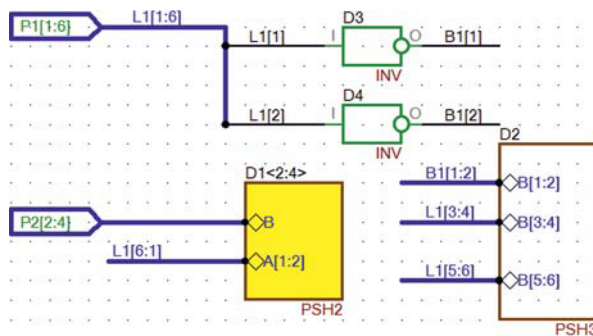 P1[1:6]
L1[1:6]
D3
L1[1]
I
O
B1[1]
INV
D4
L1[2]
I
O
B1[2]
INV
D2
D1<2:4>
B1[1:2]
B[1:2]
P2[2:4]
B
L1[3:4]
B[3:4]
L1[6:1]
A[1:2]
L1[5:6]
B[5:6]
PSH2
PSH3